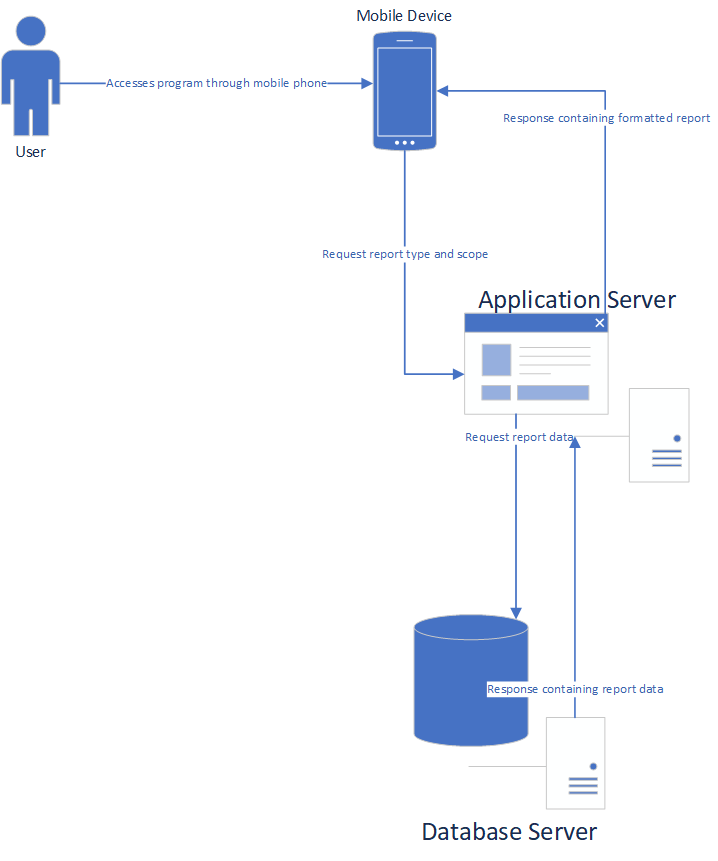 Mobile Device
Accesses program through mobile phone
User
Response containing formatted report
Request report type and scope
Application Server
Request report data
Response containing report data
Database Server